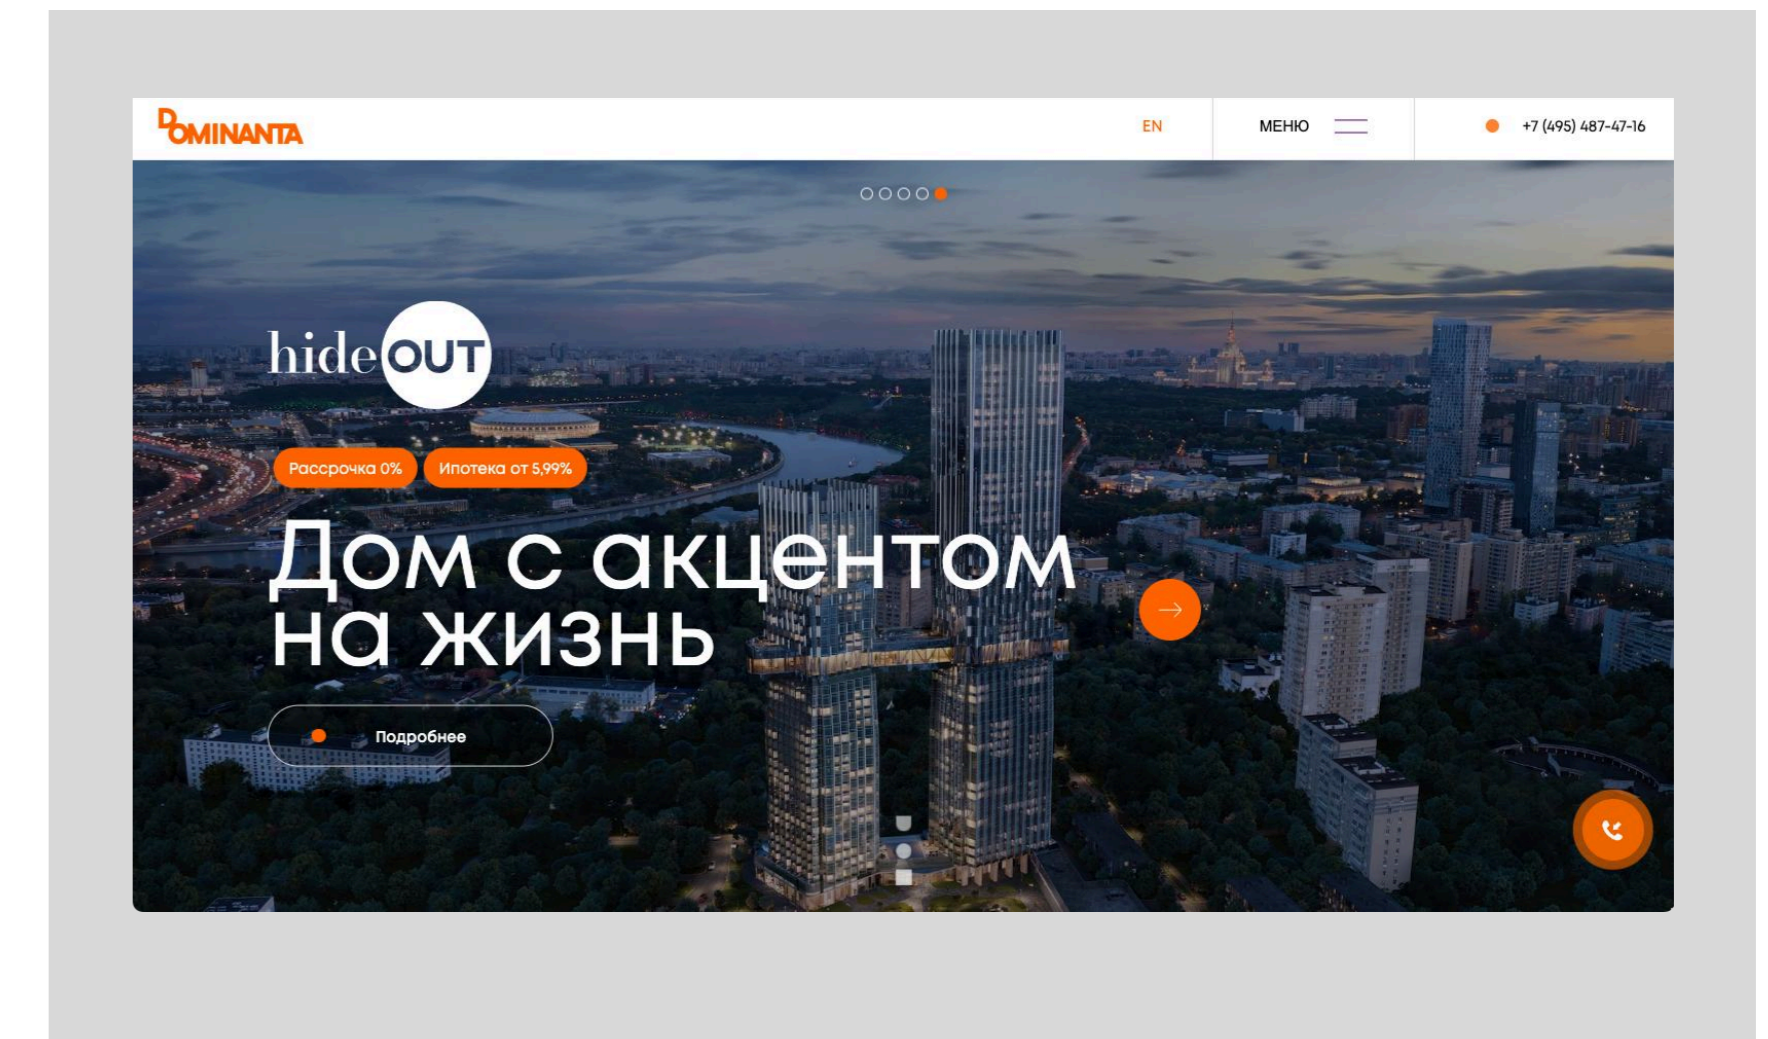 DOMINANTA
EN
МЕНЮ
+7 (495) 487-47-16
hideOUT
Рассрочка 0%
Ипотека от 5,99%
Дом с акцентом
на жизнь
Подробнее